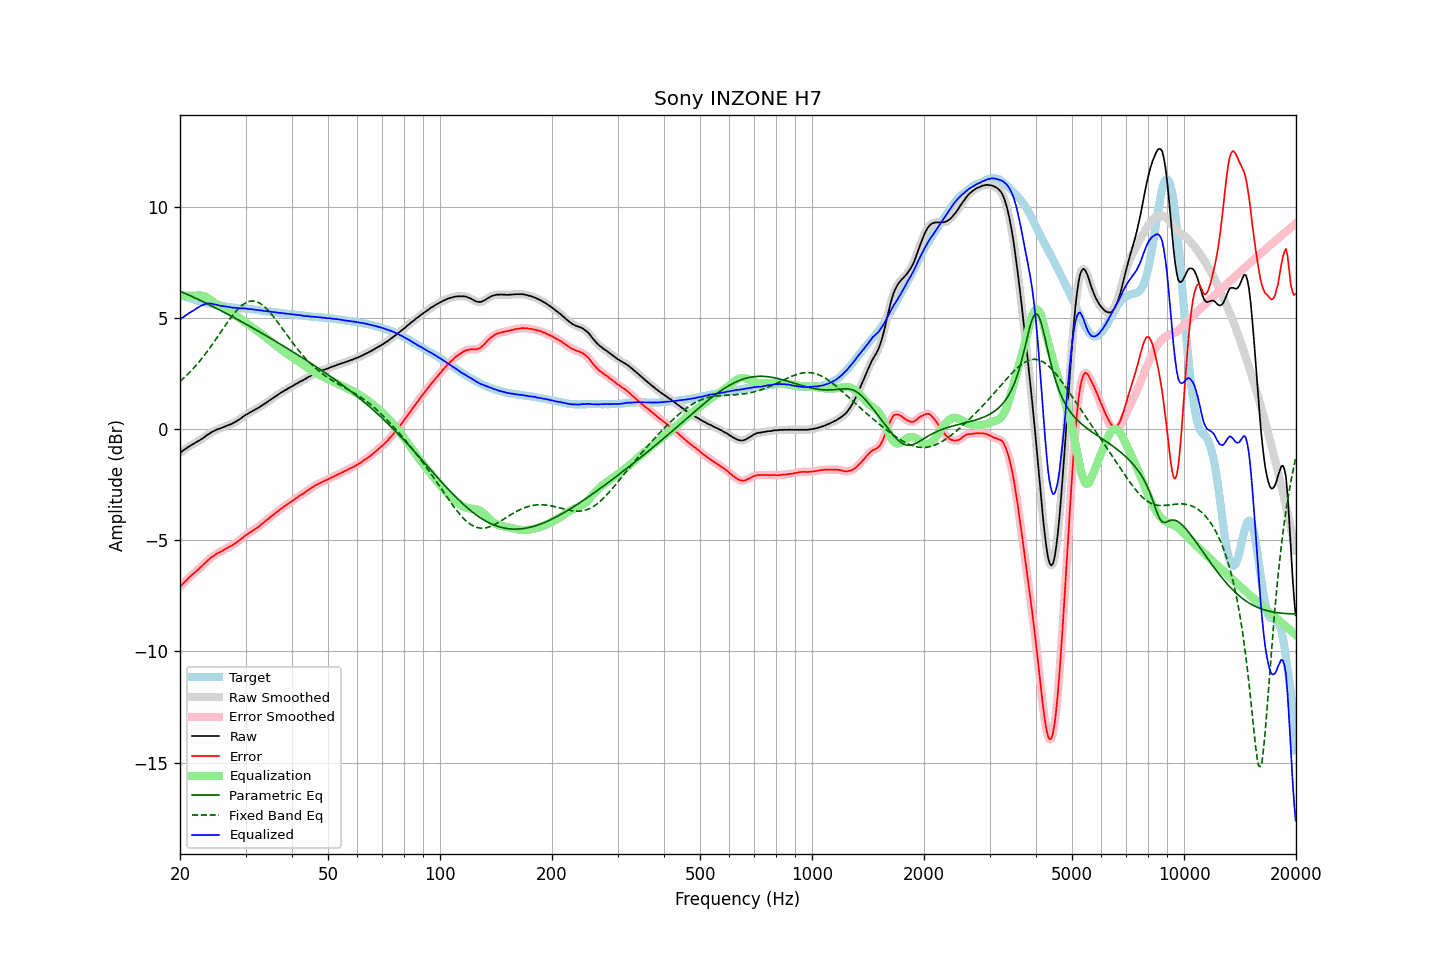 Sony INZONE H7
Amplitude (dBr)
10
5
0
−5
−10
−15
Target
Raw Smoothed
Error Smoothed
Raw
Error
Equalization
Parametric Eq
Fixed Band Eq
Equalized
20
50
100
200
500
1000
2000
5000
10000
20000
Frequency (Hz)